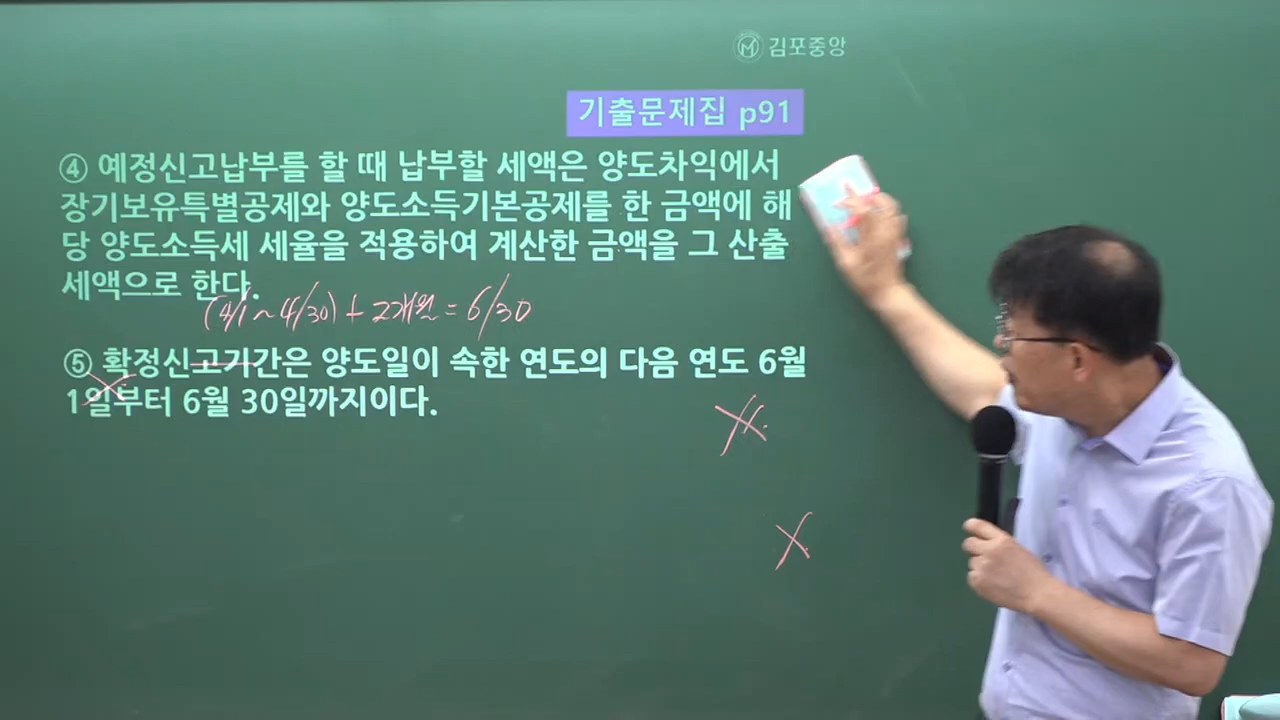 김포중앙
기출문제집 p91
④ 예정신고납부를 할 때 납부할 세액은 양도차익에서
장기보유특별공제와 양도소득기본공제를 한 금액에 해
당 양도소득세 세율을 적용하여 계산한 금액을 그 산출
세액으로 한다.
(4/1~4/30)+2개월=6/30
⑤ 확정신고기간은 양도일이 속한 연도의 다음 연도 6월
1일부터 6월 30일까지이다.